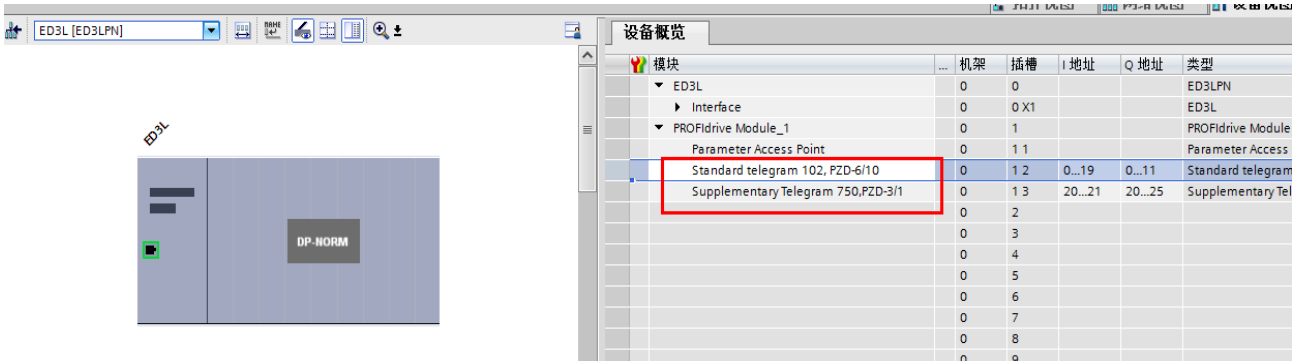 ED3L [ED3LPN]
NAME
设备概览
模块 ... 机架 插槽 I 地址 Q 地址 类型
ED3L 0 0 ED3LPN
Interface 0 0 X1 ED3L
PROFIdrive Module_1 0 1 PROFIdrive Module
Parameter Access Point 0 1 1 Parameter Access
Standard telegram 102, PZD-6/10 0 1 2 0...19 0...11 Standard telegram
Supplementary Telegram 750,PZD-3/1 0 1 3 20...21 20...25 Supplementary Tel
0 2
0 3
0 4
0 5
0 6
0 7
0 8
0 9
ED3L
DP-NORM